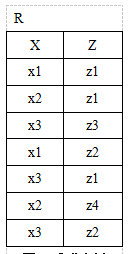 R
X Z
x1 z1
x2 z1
x3 z3
x1 z2
x3 z1
x2 z4
x3 z2